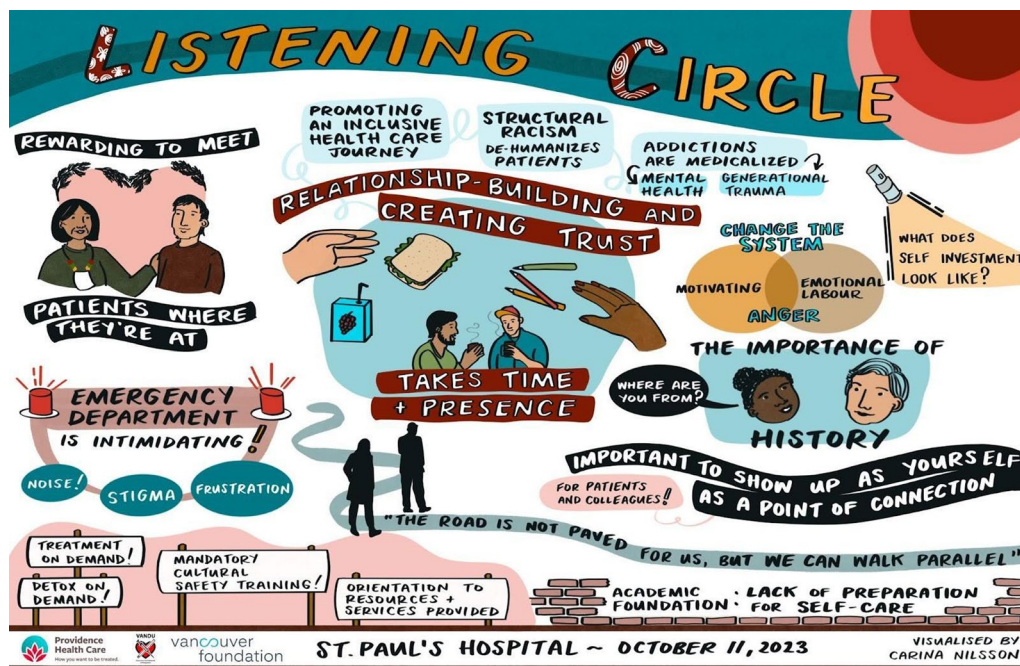 LISTENING CIRCLE
REWARDING TO MEET
PATIENTS WHERE
THEY'RE AT
PROMOTING
AN INCLUSIVE
HEALTH CARE
JOURNEY
STRUCTURAL
RACISM
DE-HUMANIZES
PATIENTS
ADDICTIONS
ARE MEDICALIZED
MENTAL
HEALTH
GENERATIONAL
TRAUMA
RELATIONSHIP-BUILDING AND
CREATING TRUST
TAKES TIME
+ PRESENCE
CHANGE THE
SYSTEM
MOTIVATING
EMOTIONAL
LABOUR
ANGER
WHAT DOES
SELF INVESTMENT
LOOK LIKE?
THE IMPORTANCE OF
WHERE ARE
YOU FROM?
HISTORY
EMERGENCY
DEPARTMENT
IS INTIMIDATING!
NOISE!
STIGMA
FRUSTRATION
IMPORTANT TO SHOW UP AS YOURSELF
AS A POINT OF CONNECTION
FOR PATIENTS
AND COLLEAGUES!
"THE ROAD IS NOT PAVED FOR US, BUT WE CAN WALK PARALLEL"
TREATMENT
ON DEMAND!
DETOX ON
DEMAND!
MANDATORY
CULTURAL
SAFETY TRAINING!
ORIENTATION TO
RESOURCES +
SERVICES PROVIDED
ACADEMIC
FOUNDATION
· LACK OF PREPARATION
· FOR SELF-CARE
Providence
Health Care
How you want to be treated.
VANDU
vancouver
foundation
ST. PAUL'S HOSPITAL ~ OCTOBER 11, 2023
VISUALISED BY
CARINA NILSSON